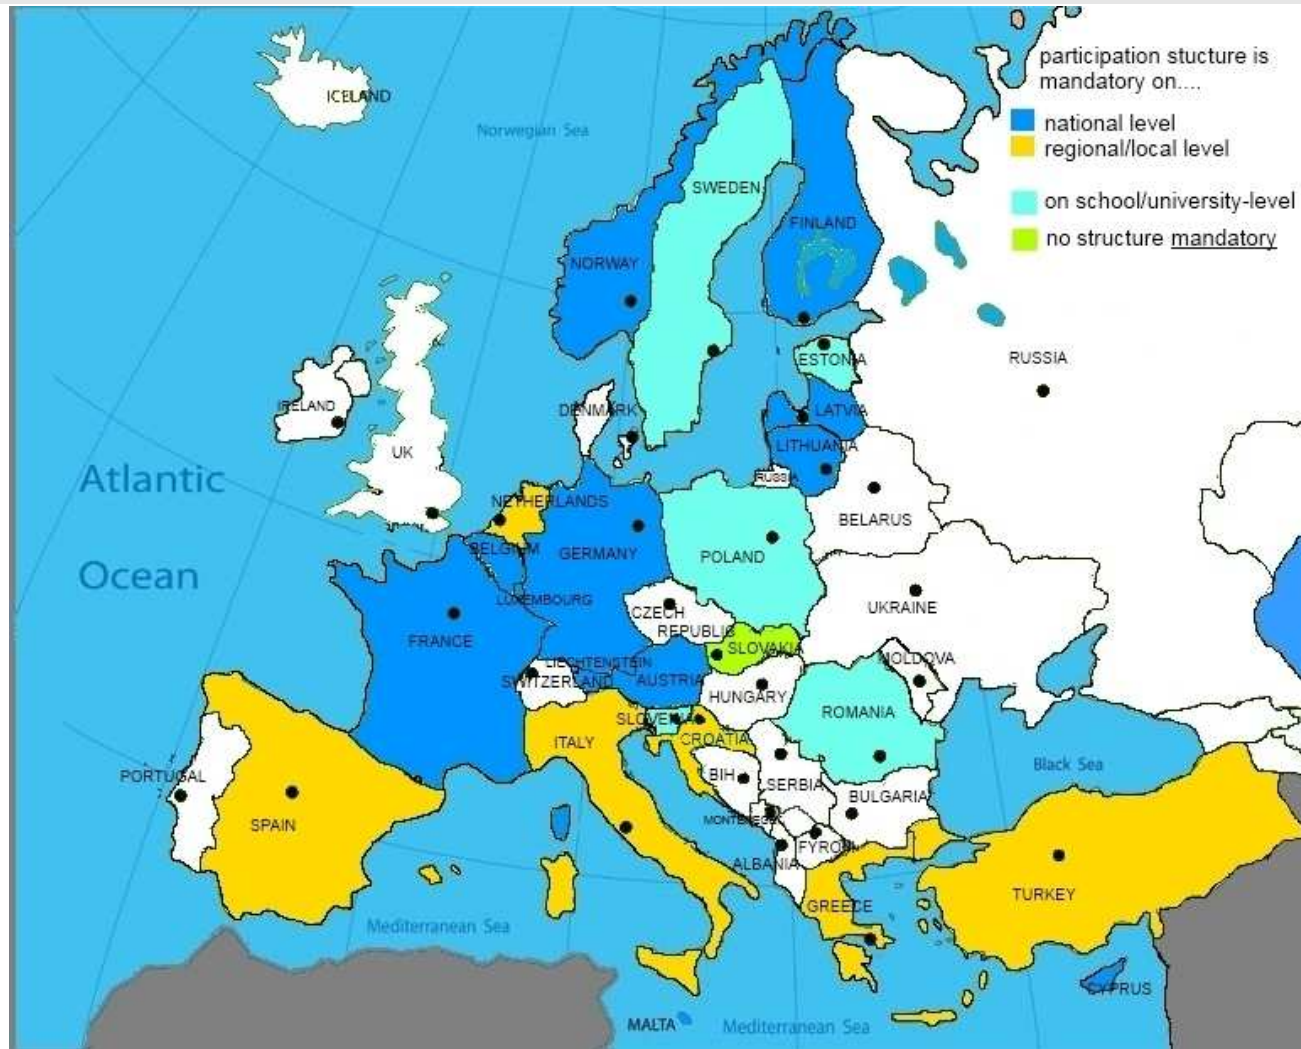 participation stucture is
mandatory on....
national level
regional/local level
on school/university-level
no structure mandatory
ICELAND
Norwegian Sea
SWEDEN
FINLAND
NORWAY
ESTONIA
RUSSIA
IRELAND
DENMARK
LATVIA
UK
LITHUANIA
RUSSIA
Atlantic
Ocean
NETHERLANDS
BELARUS
BELGIUM
GERMANY
POLAND
LUXEMBOURG
UKRAINE
CZECH
REPUBLIC
FRANCE
SLOVAKIA
MOLDOVA
LIECHTENSTEIN
SWITZERLAND
AUSTRIA
HUNGARY
SLOVENIA
ROMANIA
CROATIA
ITALY
Black Sea
PORTUGAL
BIH
SERBIA
BULGARIA
SPAIN
FYROM
ALBANIA
TURKEY
GREECE
Mediterranean Sea
CYPRUS
MALTA
Mediterranean Sea